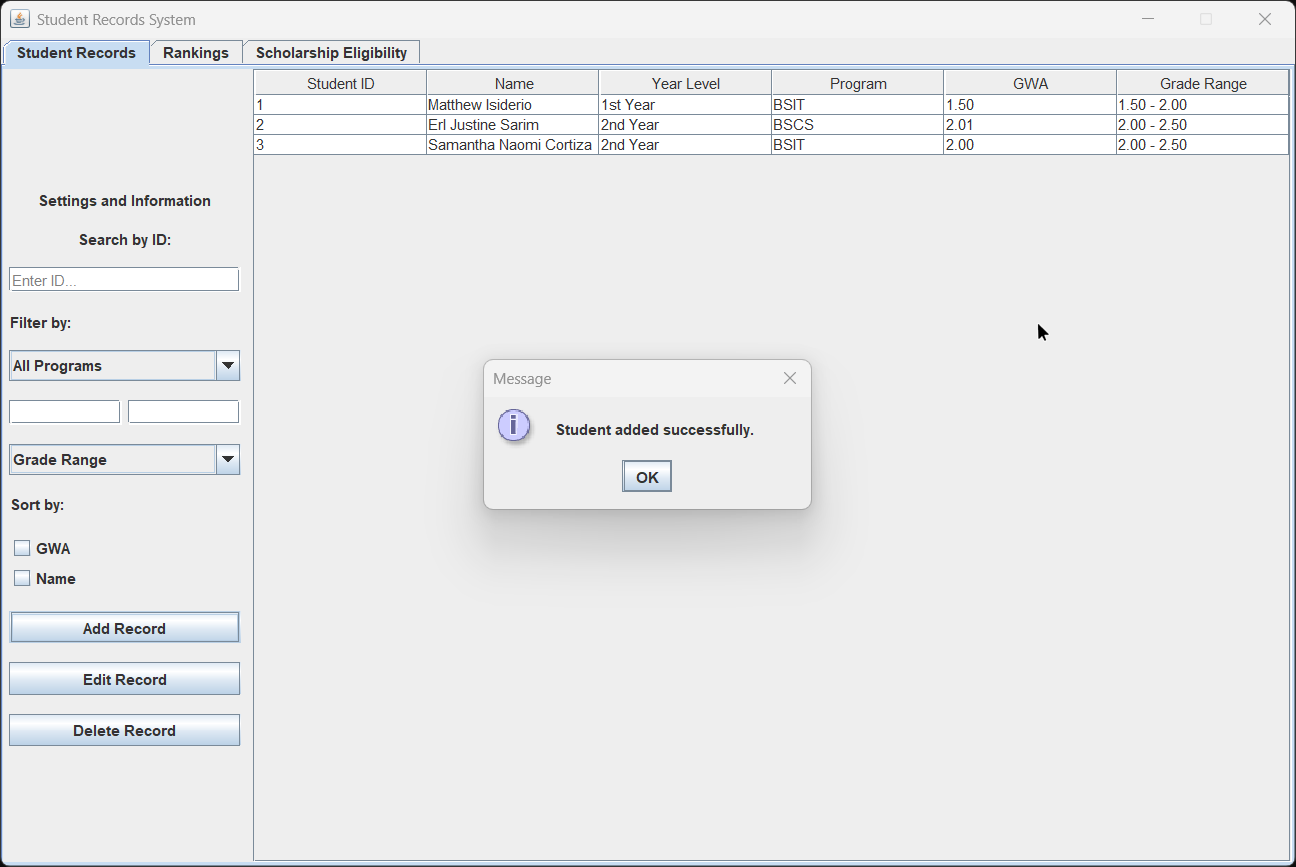 Student Records System
Student Records Rankings Scholarship Eligibility
Student ID Name Year Level Program GWA Grade Range
1 Matthew Isiderio 1st Year BSIT 1.50 1.50 - 2.00
2 Erl Justine Sarim 2nd Year BSCS 2.01 2.00 - 2.50
3 Samantha Naomi Cortiza 2nd Year BSIT 2.00 2.00 - 2.50
Settings and Information
Search by ID:
Enter ID...
Filter by:
All Programs
Grade Range
Sort by:
GWA
Name
Add Record
Edit Record
Delete Record
Message
Student added successfully.
OK